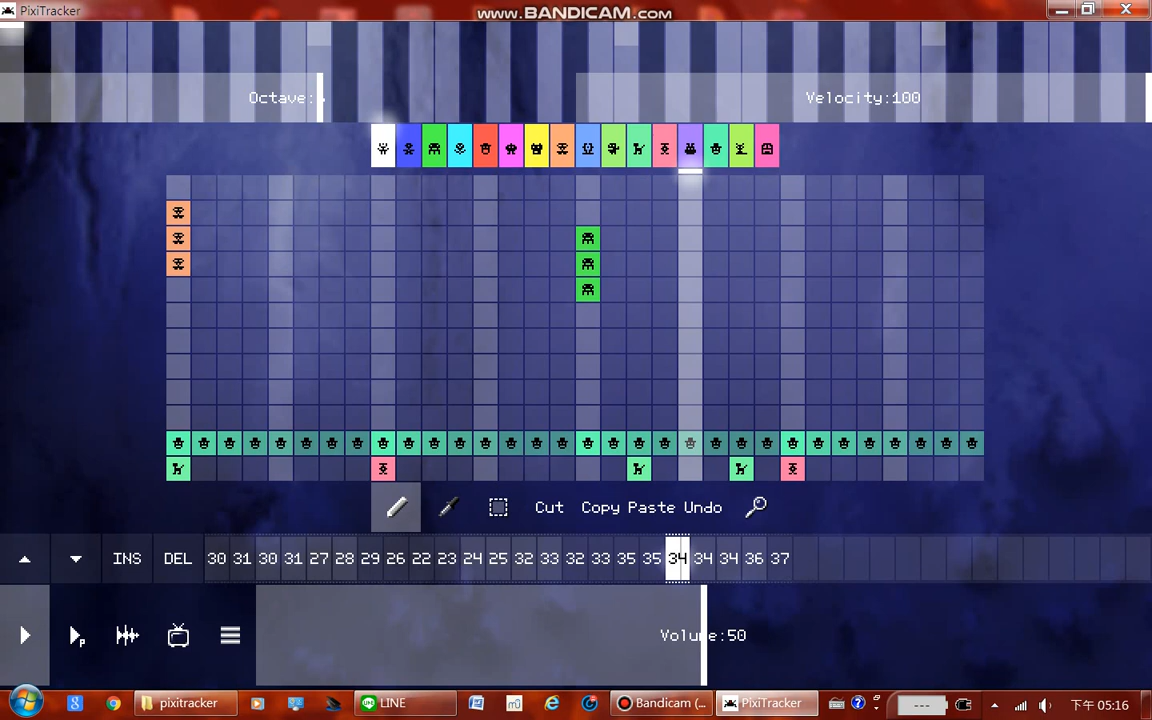 PixiTracker
www.BANDICAM.com
Octave:
Velocity:100
Cut Copy Paste Undo
INS DEL 30 31 30 31 27 28 29 26 22 23 24 25 32 33 32 33 35 35 34 34 34 36 37
P
Volume:50
pixitracker
LINE
Bandicam (...
PixiTracker
下午 05:16